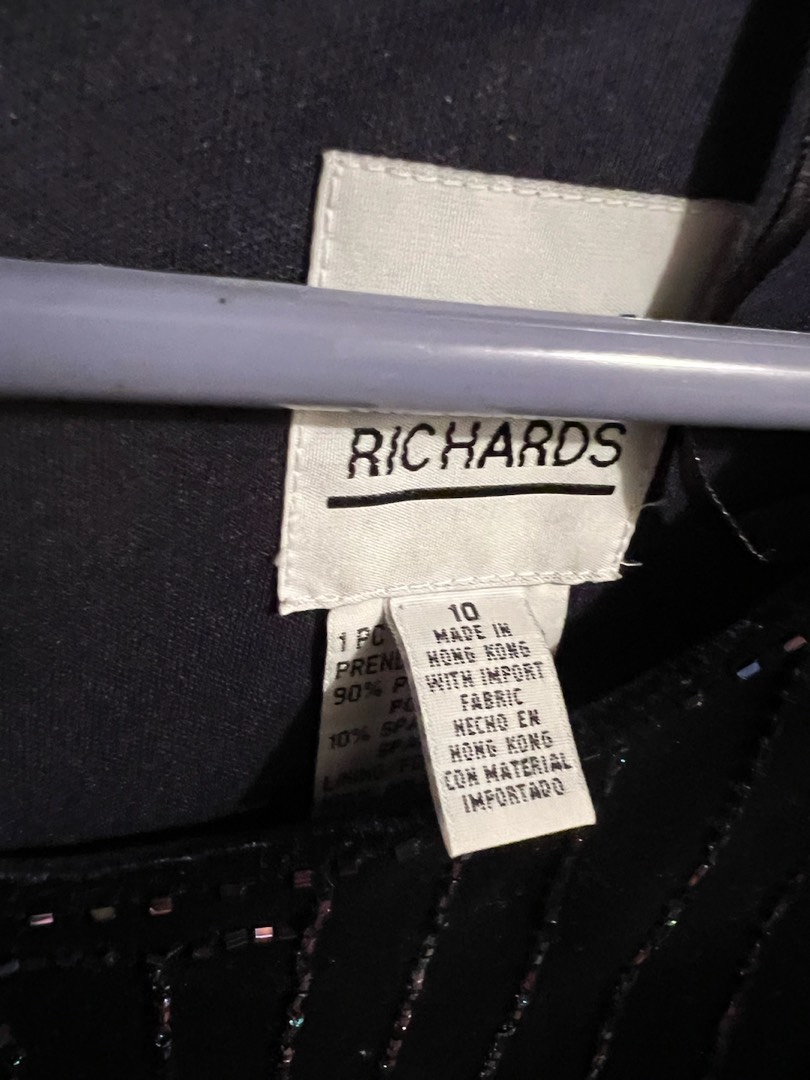 RICHARDS
10
MADE IN
HONG KONG
WITH IMPORT
FABRIC
HECHO EN
HONG KONG
CON MATERIAL
IMPORTADO
1 PC
90%
10%